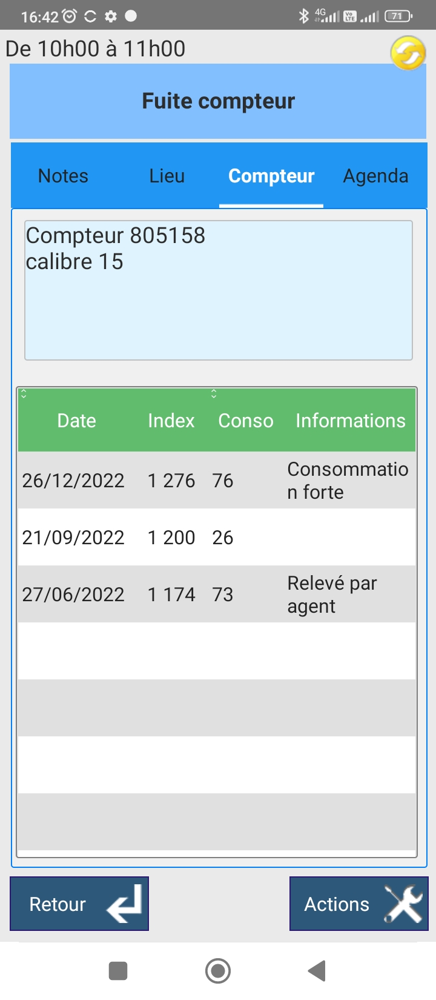 16:42 4G Vo LTE 71
De 10h00 à 11h00
Fuite compteur
Notes Lieu Compteur Agenda
Compteur 805158
calibre 15
Date Index Conso Informations
26/12/2022 1 276 76 Consommatio
n forte
21/09/2022 1 200 26
27/06/2022 1 174 73 Relevé par
agent
Retour Actions